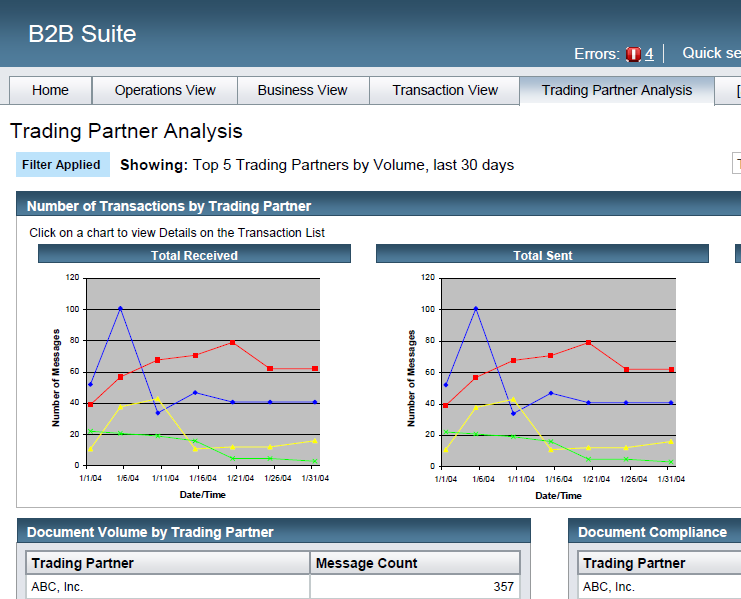 B2B Suite
Errors: 4 Quick se
Home Operations View Business View Transaction View Trading Partner Analysis [
Trading Partner Analysis
Filter Applied Showing: Top 5 Trading Partners by Volume, last 30 days T
Number of Transactions by Trading Partner
Click on a chart to view Details on the Transaction List
Total Received Total Sent
120
100
80
60
40
20
0
Number of Messages
1/1/04 1/6/04 1/11/04 1/16/04 1/21/04 1/26/04 1/31/04
Date/Time
120
100
80
60
40
20
0
Number of Messages
1/1/04 1/6/04 1/11/04 1/16/04 1/21/04 1/26/04 1/31/04
Date/Time
Document Volume by Trading Partner Document Compliance
Trading Partner Message Count Trading Partner
ABC, Inc. 357 ABC, Inc.